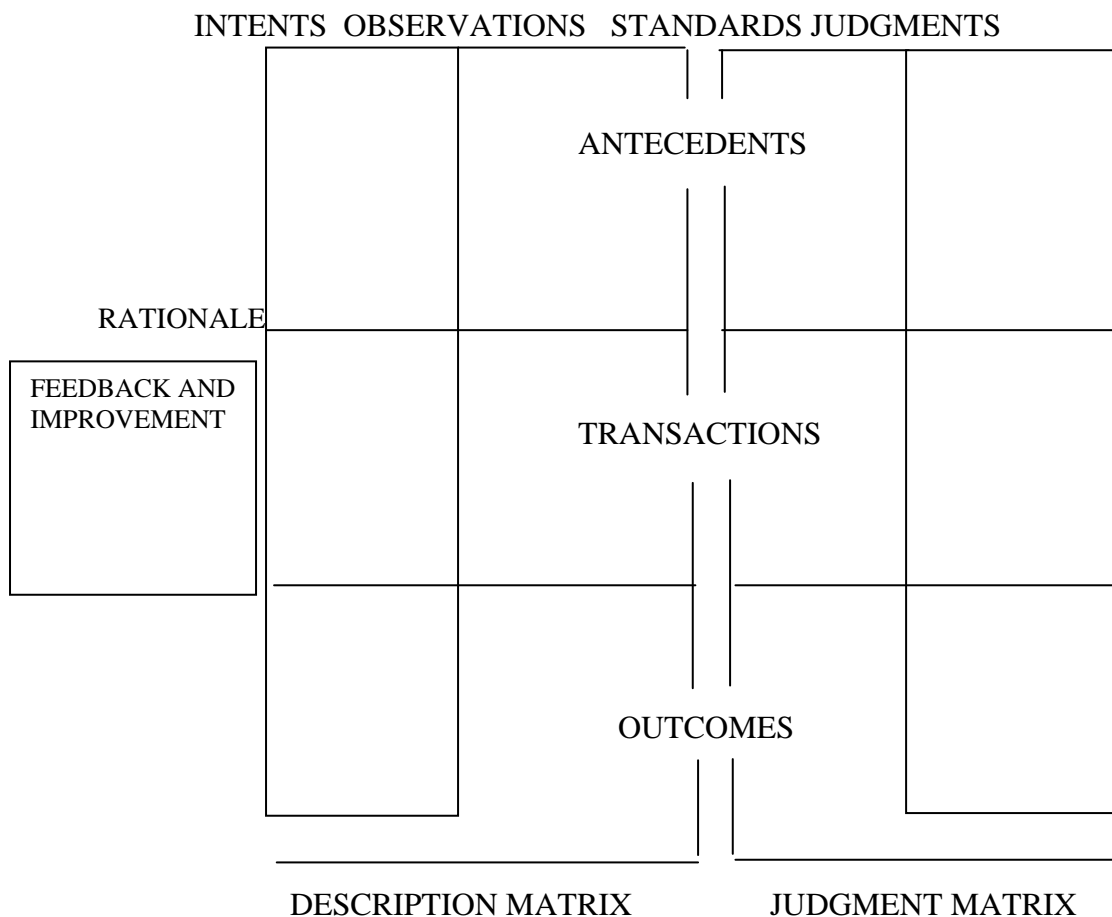 INTENTS OBSERVATIONS STANDARDS JUDGMENTS
ANTECEDENTS
RATIONALE
FEEDBACK AND
IMPROVEMENT
TRANSACTIONS
OUTCOMES
DESCRIPTION MATRIX JUDGMENT MATRIX